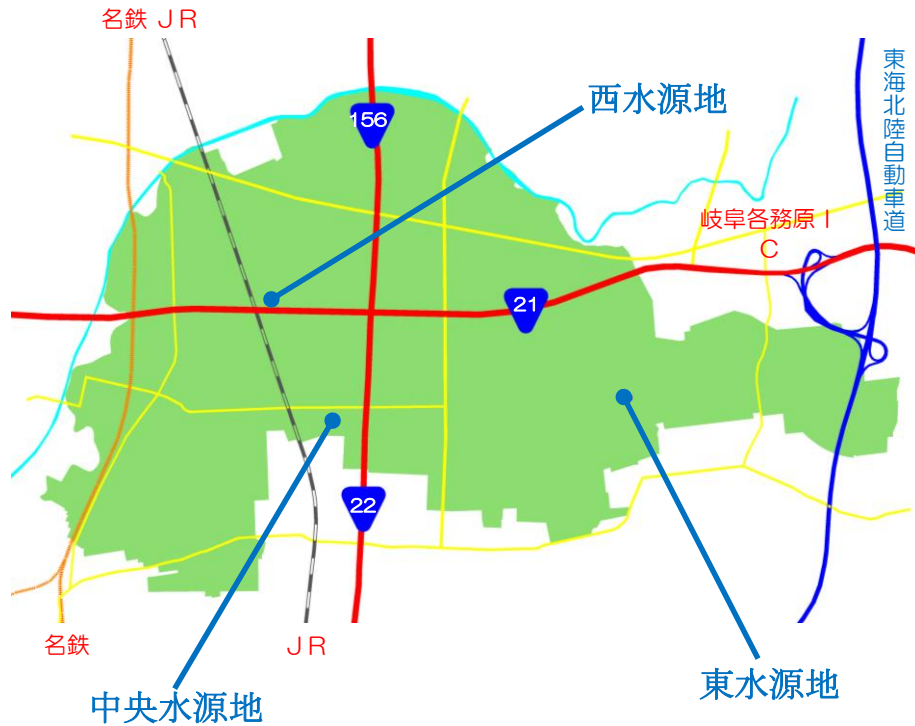 名鉄 ＪＲ
東海北陸自動車道
西水源地
156
岐阜各務原Ｉ
Ｃ
21
22
名鉄
ＪＲ
東水源地
中央水源地